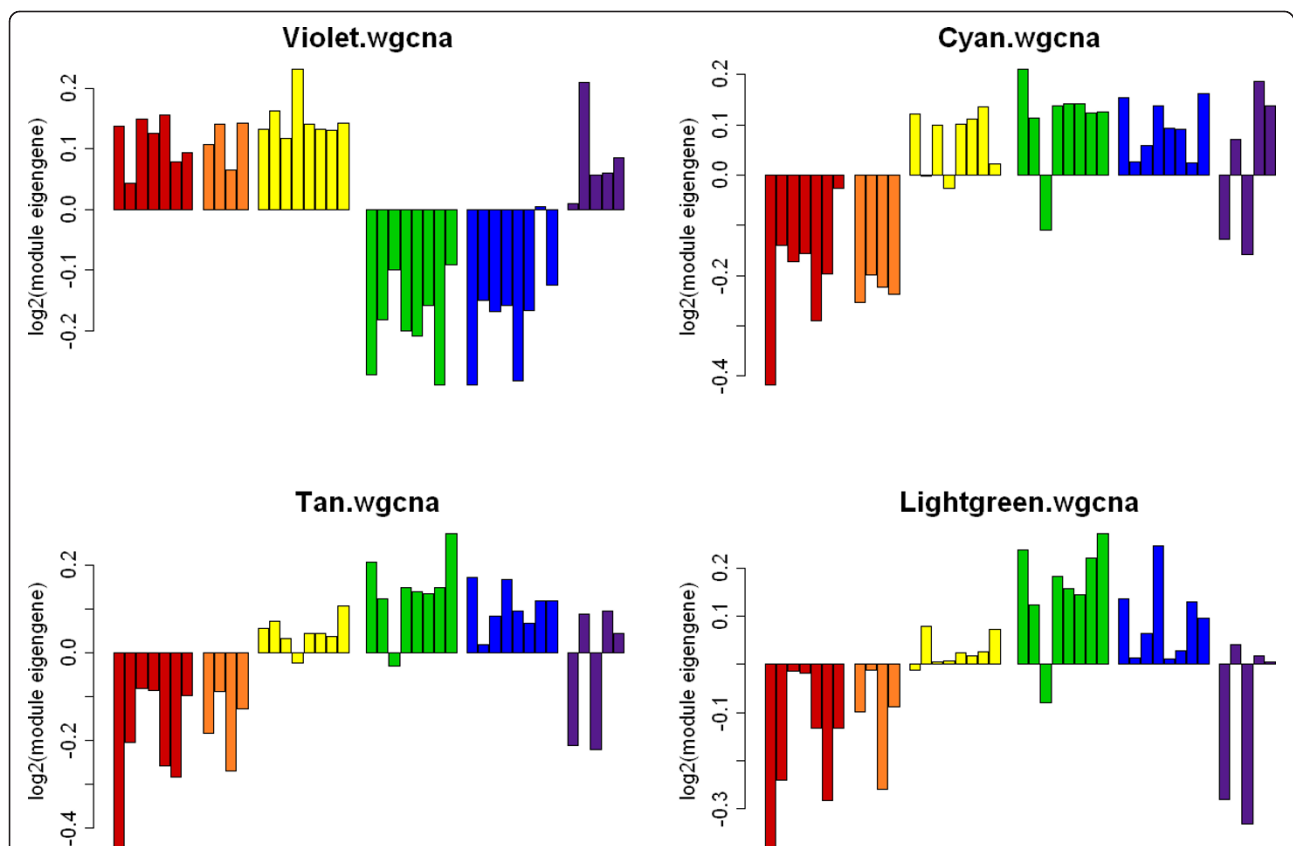 Violet.wgcna
log2(module eigengene)
0.2
0.1
0.0
-0.1
-0.2
Cyan.wgcna
log2(module eigengene)
0.2
0.1
0.0
-0.2
-0.4
Tan.wgcna
log2(module eigengene)
0.2
0.0
-0.2
-0.4
Lightgreen.wgcna
log2(module eigengene)
0.2
0.1
-0.1
-0.3